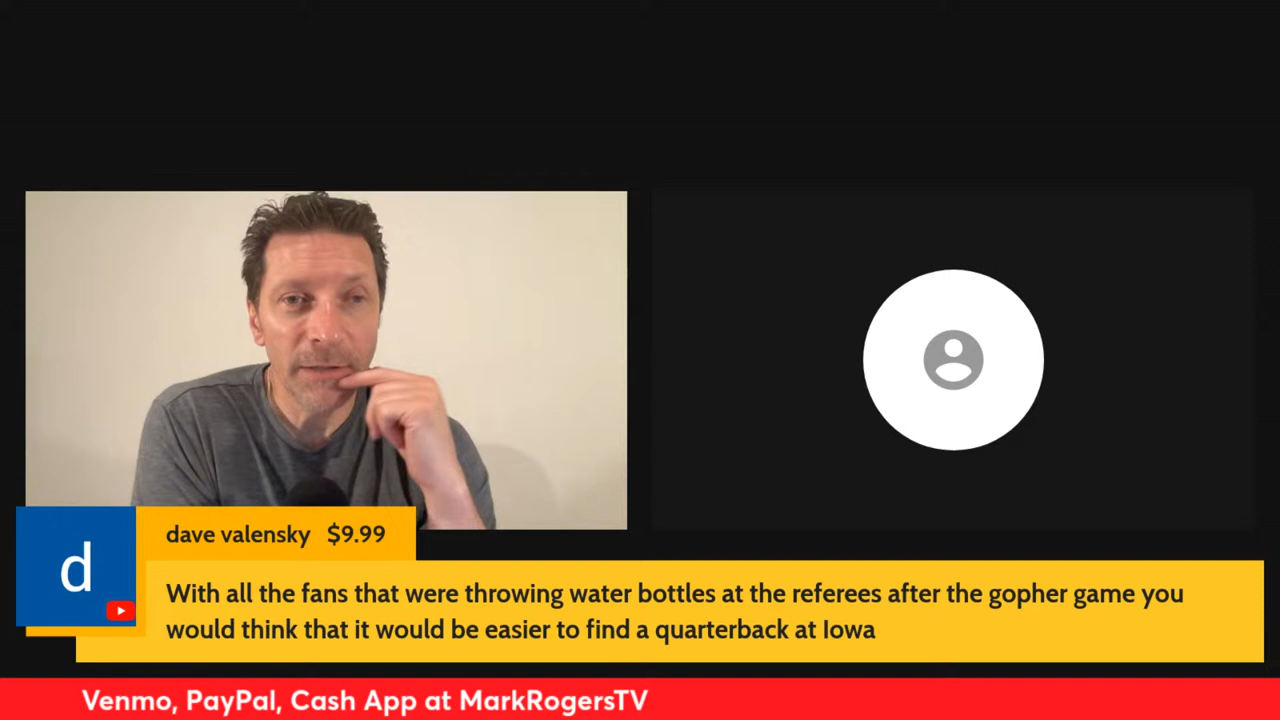 d
dave valensky $9.99
With all the fans that were throwing water bottles at the referees after the gopher game you
would think that it would be easier to find a quarterback at Iowa
Venmo, PayPal, Cash App at MarkRogersTV